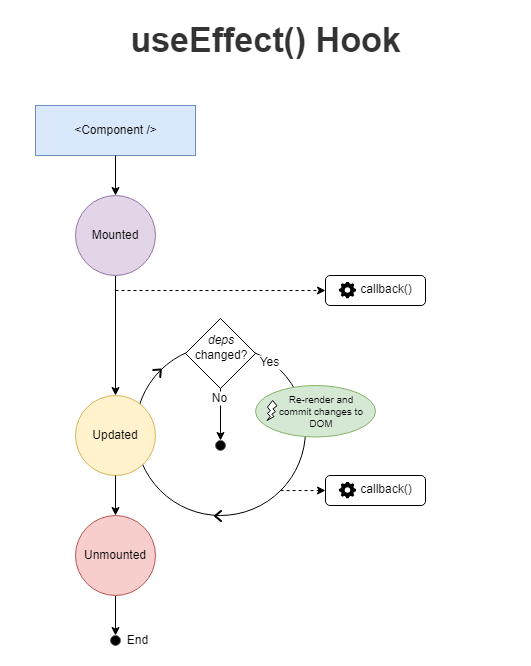 useEffect() Hook
<Component />
Mounted
callback()
deps
changed?
Yes
No
Re-render and
commit changes to
DOM
Updated
callback()
Unmounted
End